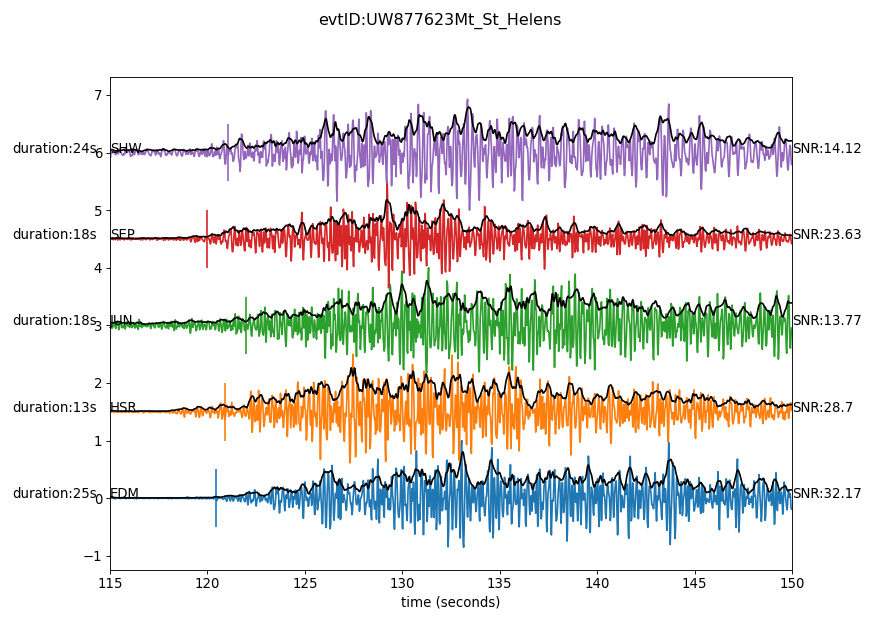 evtID:UW877623Mt_St_Helens
7
duration:24s SHW SNR:14.12
6
5
duration:18s SEP SNR:23.63
4
duration:18s JUN SNR:13.77
3
2
duration:13s HSR SNR:28.7
1
duration:25s EDM SNR:32.17
0
−1
115 120 125 130 135 140 145 150
time (seconds)